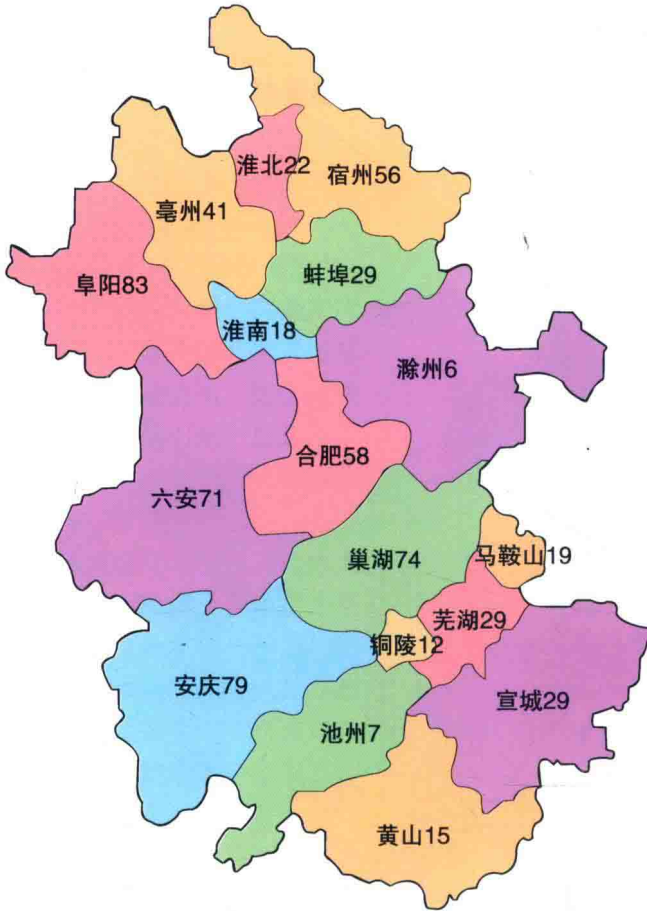 淮北22
宿州56
亳州41
蚌埠29
阜阳83
淮南18
滁州6
合肥58
六安71
巢湖74
马鞍山19
芜湖29
铜陵12
安庆79
宣城29
池州7
黄山15